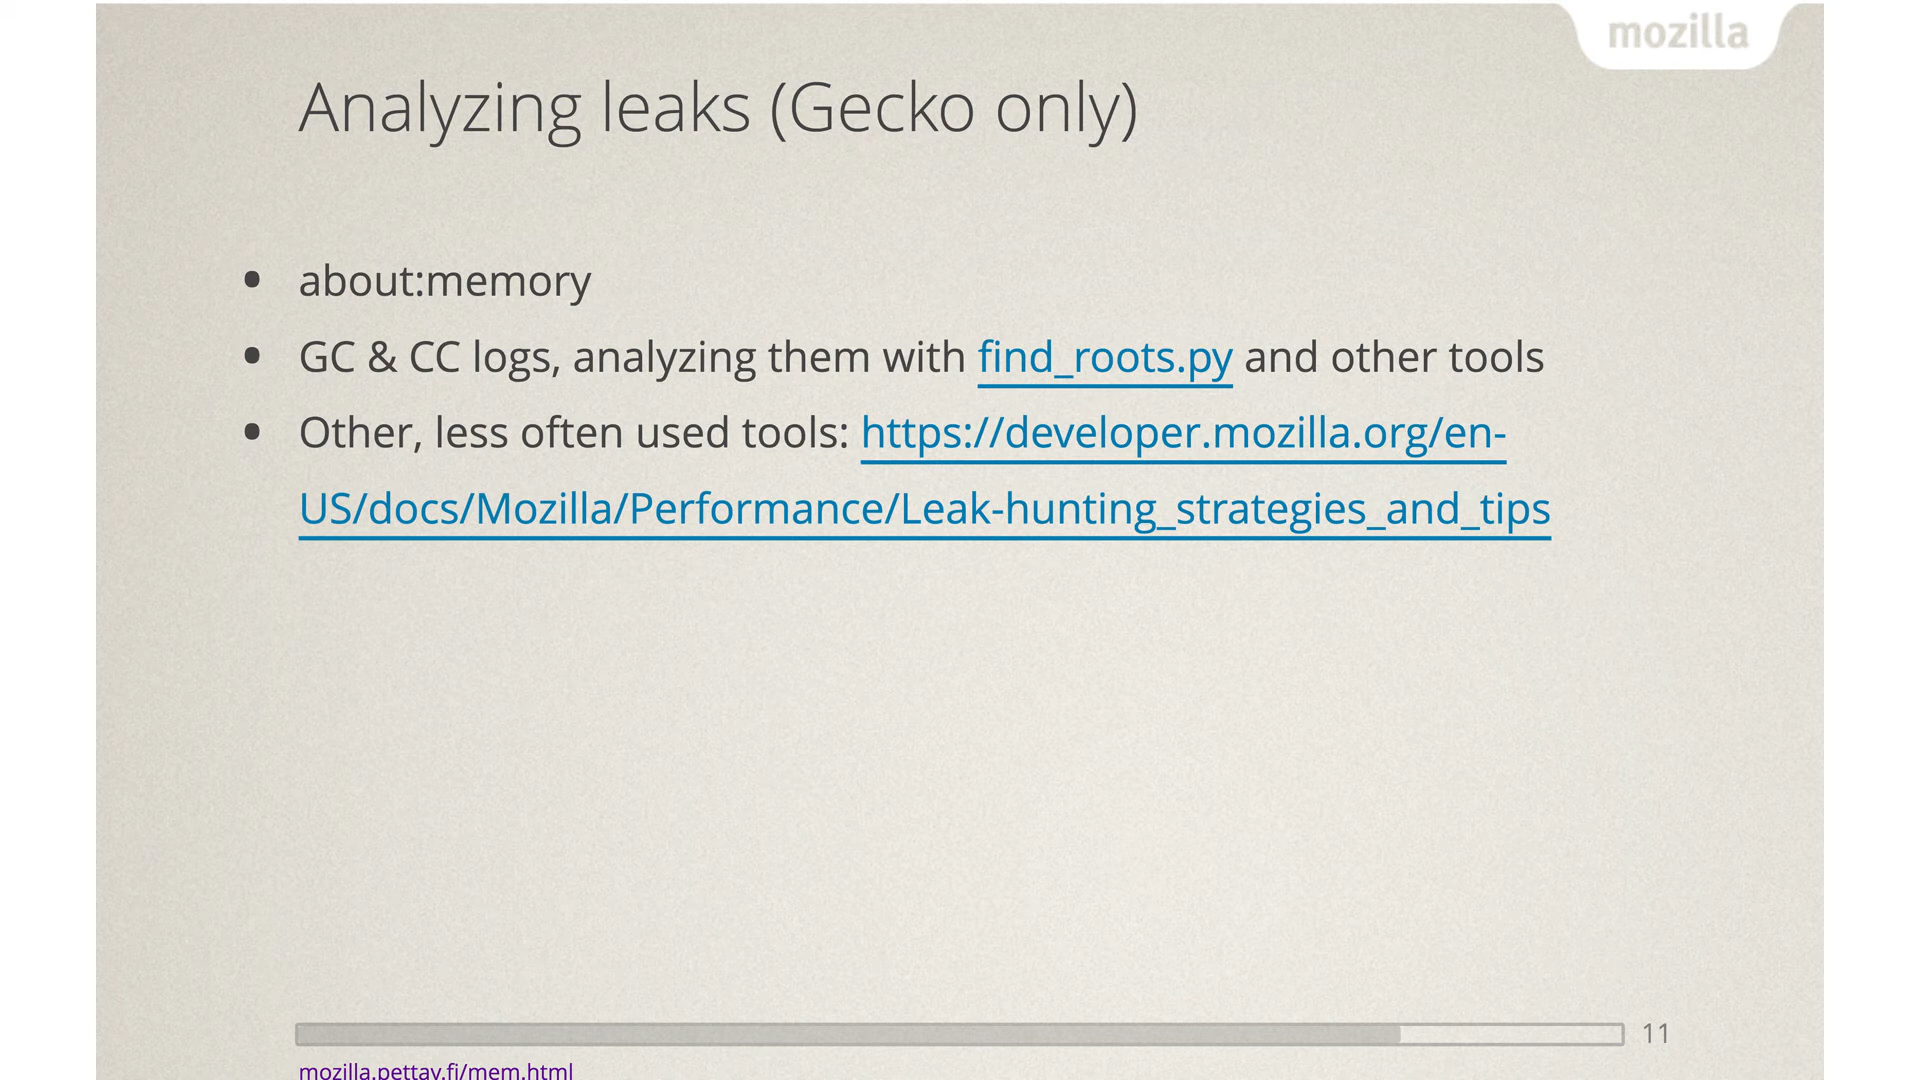 mozilla
Analyzing leaks (Gecko only)
• about:memory
• GC & CC logs, analyzing them with find_roots.py and other tools
• Other, less often used tools: https://developer.mozilla.org/en-
US/docs/Mozilla/Performance/Leak-hunting_strategies_and_tips
11
mozilla.pettay.fi/mem.html